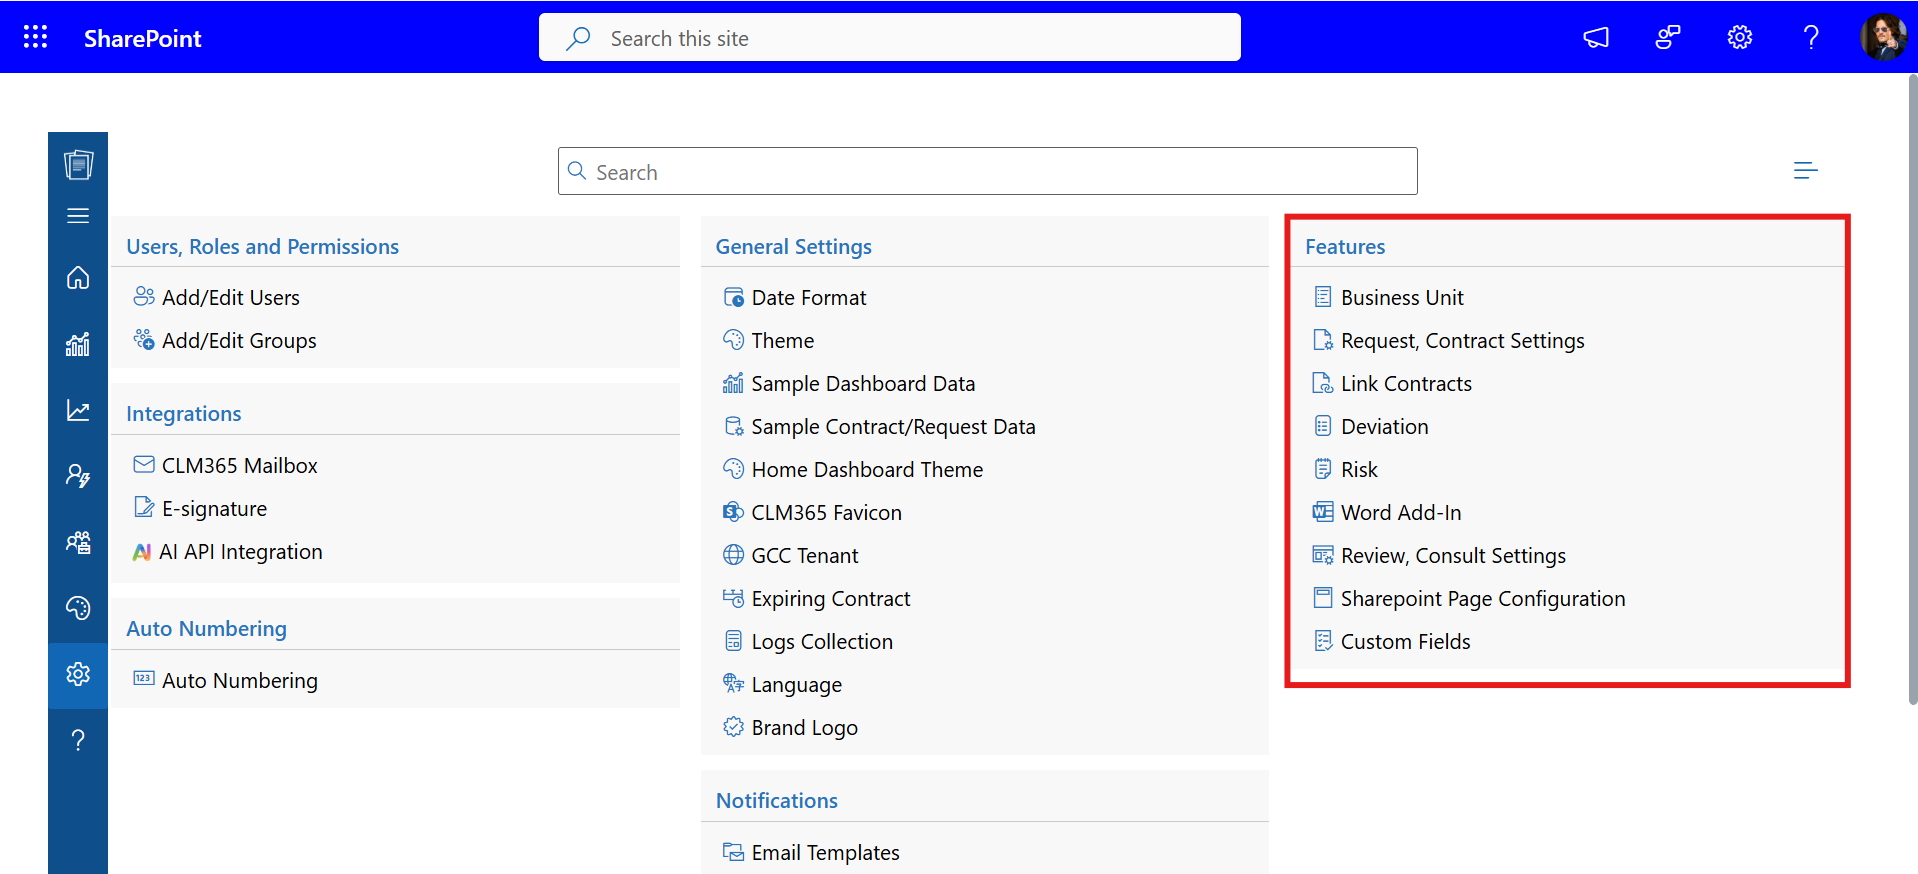 SharePoint
Search this site
Search
Users, Roles and Permissions
Add/Edit Users
Add/Edit Groups
Integrations
CLM365 Mailbox
E-signature
AI API Integration
Auto Numbering
123 Auto Numbering
General Settings
Date Format
Theme
Sample Dashboard Data
Sample Contract/Request Data
Home Dashboard Theme
CLM365 Favicon
GCC Tenant
Expiring Contract
Logs Collection
Language
Brand Logo
Notifications
Email Templates
Features
Business Unit
Request, Contract Settings
Link Contracts
Deviation
Risk
Word Add-In
Review, Consult Settings
Sharepoint Page Configuration
Custom Fields